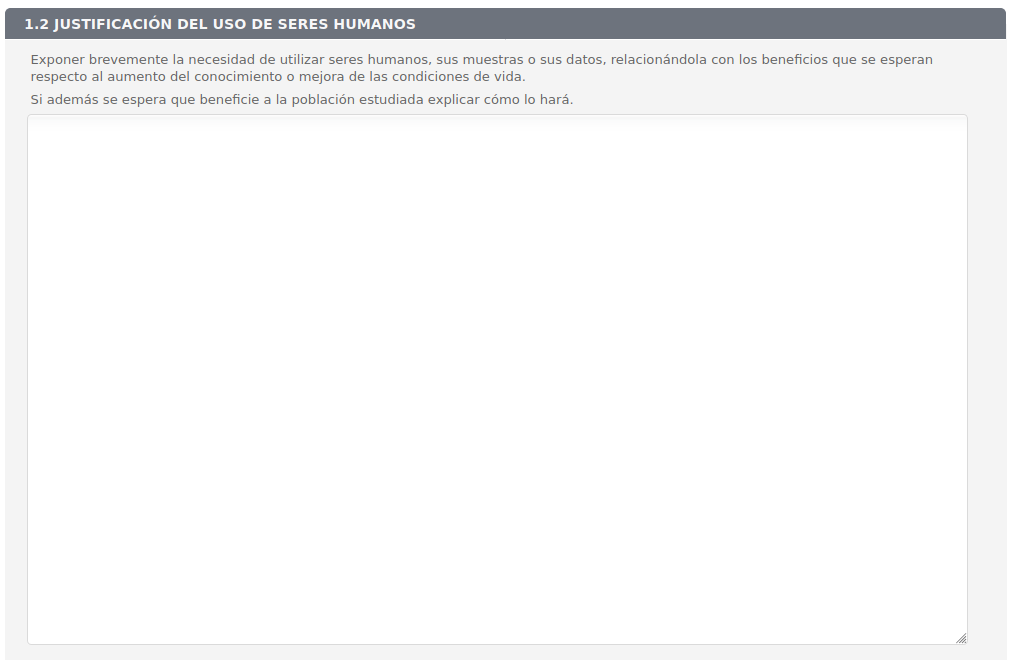 1.2 JUSTIFICACIÓN DEL USO DE SERES HUMANOS
Exponer brevemente la necesidad de utilizar seres humanos, sus muestras o sus datos, relacionándola con los beneficios que se esperan
respecto al aumento del conocimiento o mejora de las condiciones de vida.
Si además se espera que beneficie a la población estudiada explicar cómo lo hará.